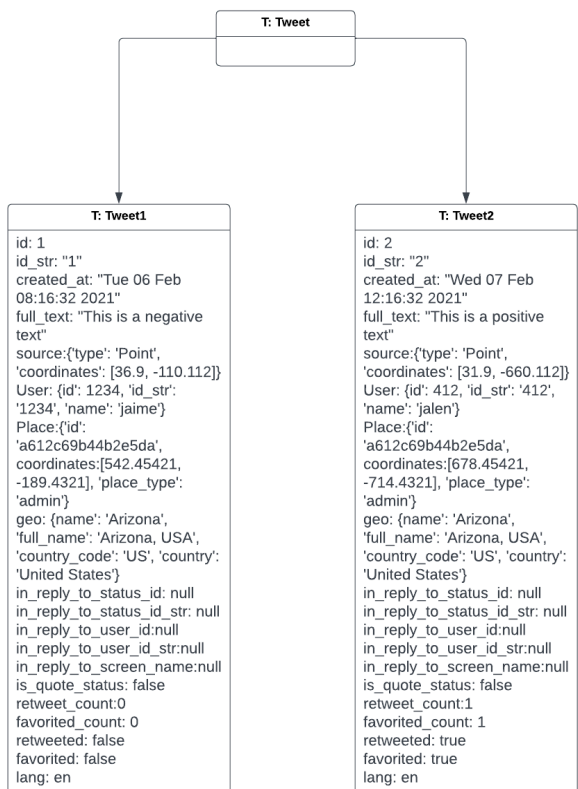 T: Tweet
T: Tweet1
id: 1
id_str: "1"
created_at: "Tue 06 Feb
08:16:32 2021"
full_text: "This is a negative
text"
source:{'type': 'Point',
'coordinates': [36.9, -110.112]}
User: {id': 1234, 'id_str':
'1234', 'name': 'jaime'}
Place:{'id':
'a612c69b44b2e5da',
coordinates:[542.45421,
-189.4321], 'place_type':
'admin'}
geo: {name': 'Arizona',
'full_name': 'Arizona, USA',
'country_code': 'US', 'country':
'United States'}
in_reply_to_status_id: null
in_reply_to_status_id_str: null
in_reply_to_user_id:null
in_reply_to_user_id_str:null
in_reply_to_screen_name:null
is_quote_status: false
retweet_count:0
favorited_count: 0
retweeted: false
favorited: false
lang: en
T: Tweet2
id: 2
id_str: "2"
created_at: "Wed 07 Feb
12:16:32 2021"
full_text: "This is a positive
text"
source:{'type': 'Point',
'coordinates': [31.9, -660.112]}
User: {id': 412, 'id_str': '412',
'name': 'jalen'}
Place:{'id':
'a612c69b44b2e5da',
coordinates:[678.45421,
-714.4321], 'place_type':
'admin'}
geo: {name': 'Arizona',
'full_name': 'Arizona, USA',
'country_code': 'US', 'country':
'United States'}
in_reply_to_status_id: null
in_reply_to_status_id_str: null
in_reply_to_user_id:null
in_reply_to_user_id_str:null
in_reply_to_screen_name:null
is_quote_status: false
retweet_count:1
favorited_count: 1
retweeted: true
favorited: true
lang: en